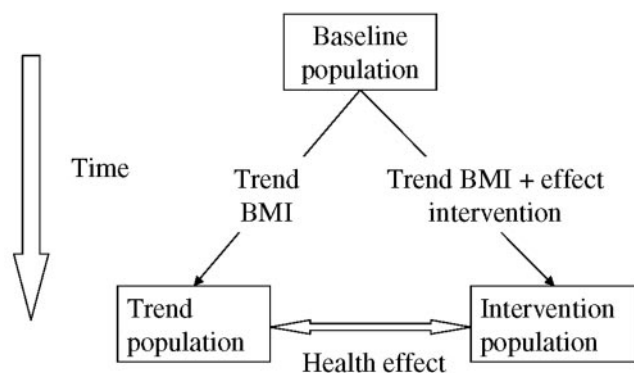 Baseline
population
Time
Trend
BMI
Trend BMI + effect
intervention
Trend
population
Intervention
population
Health effect